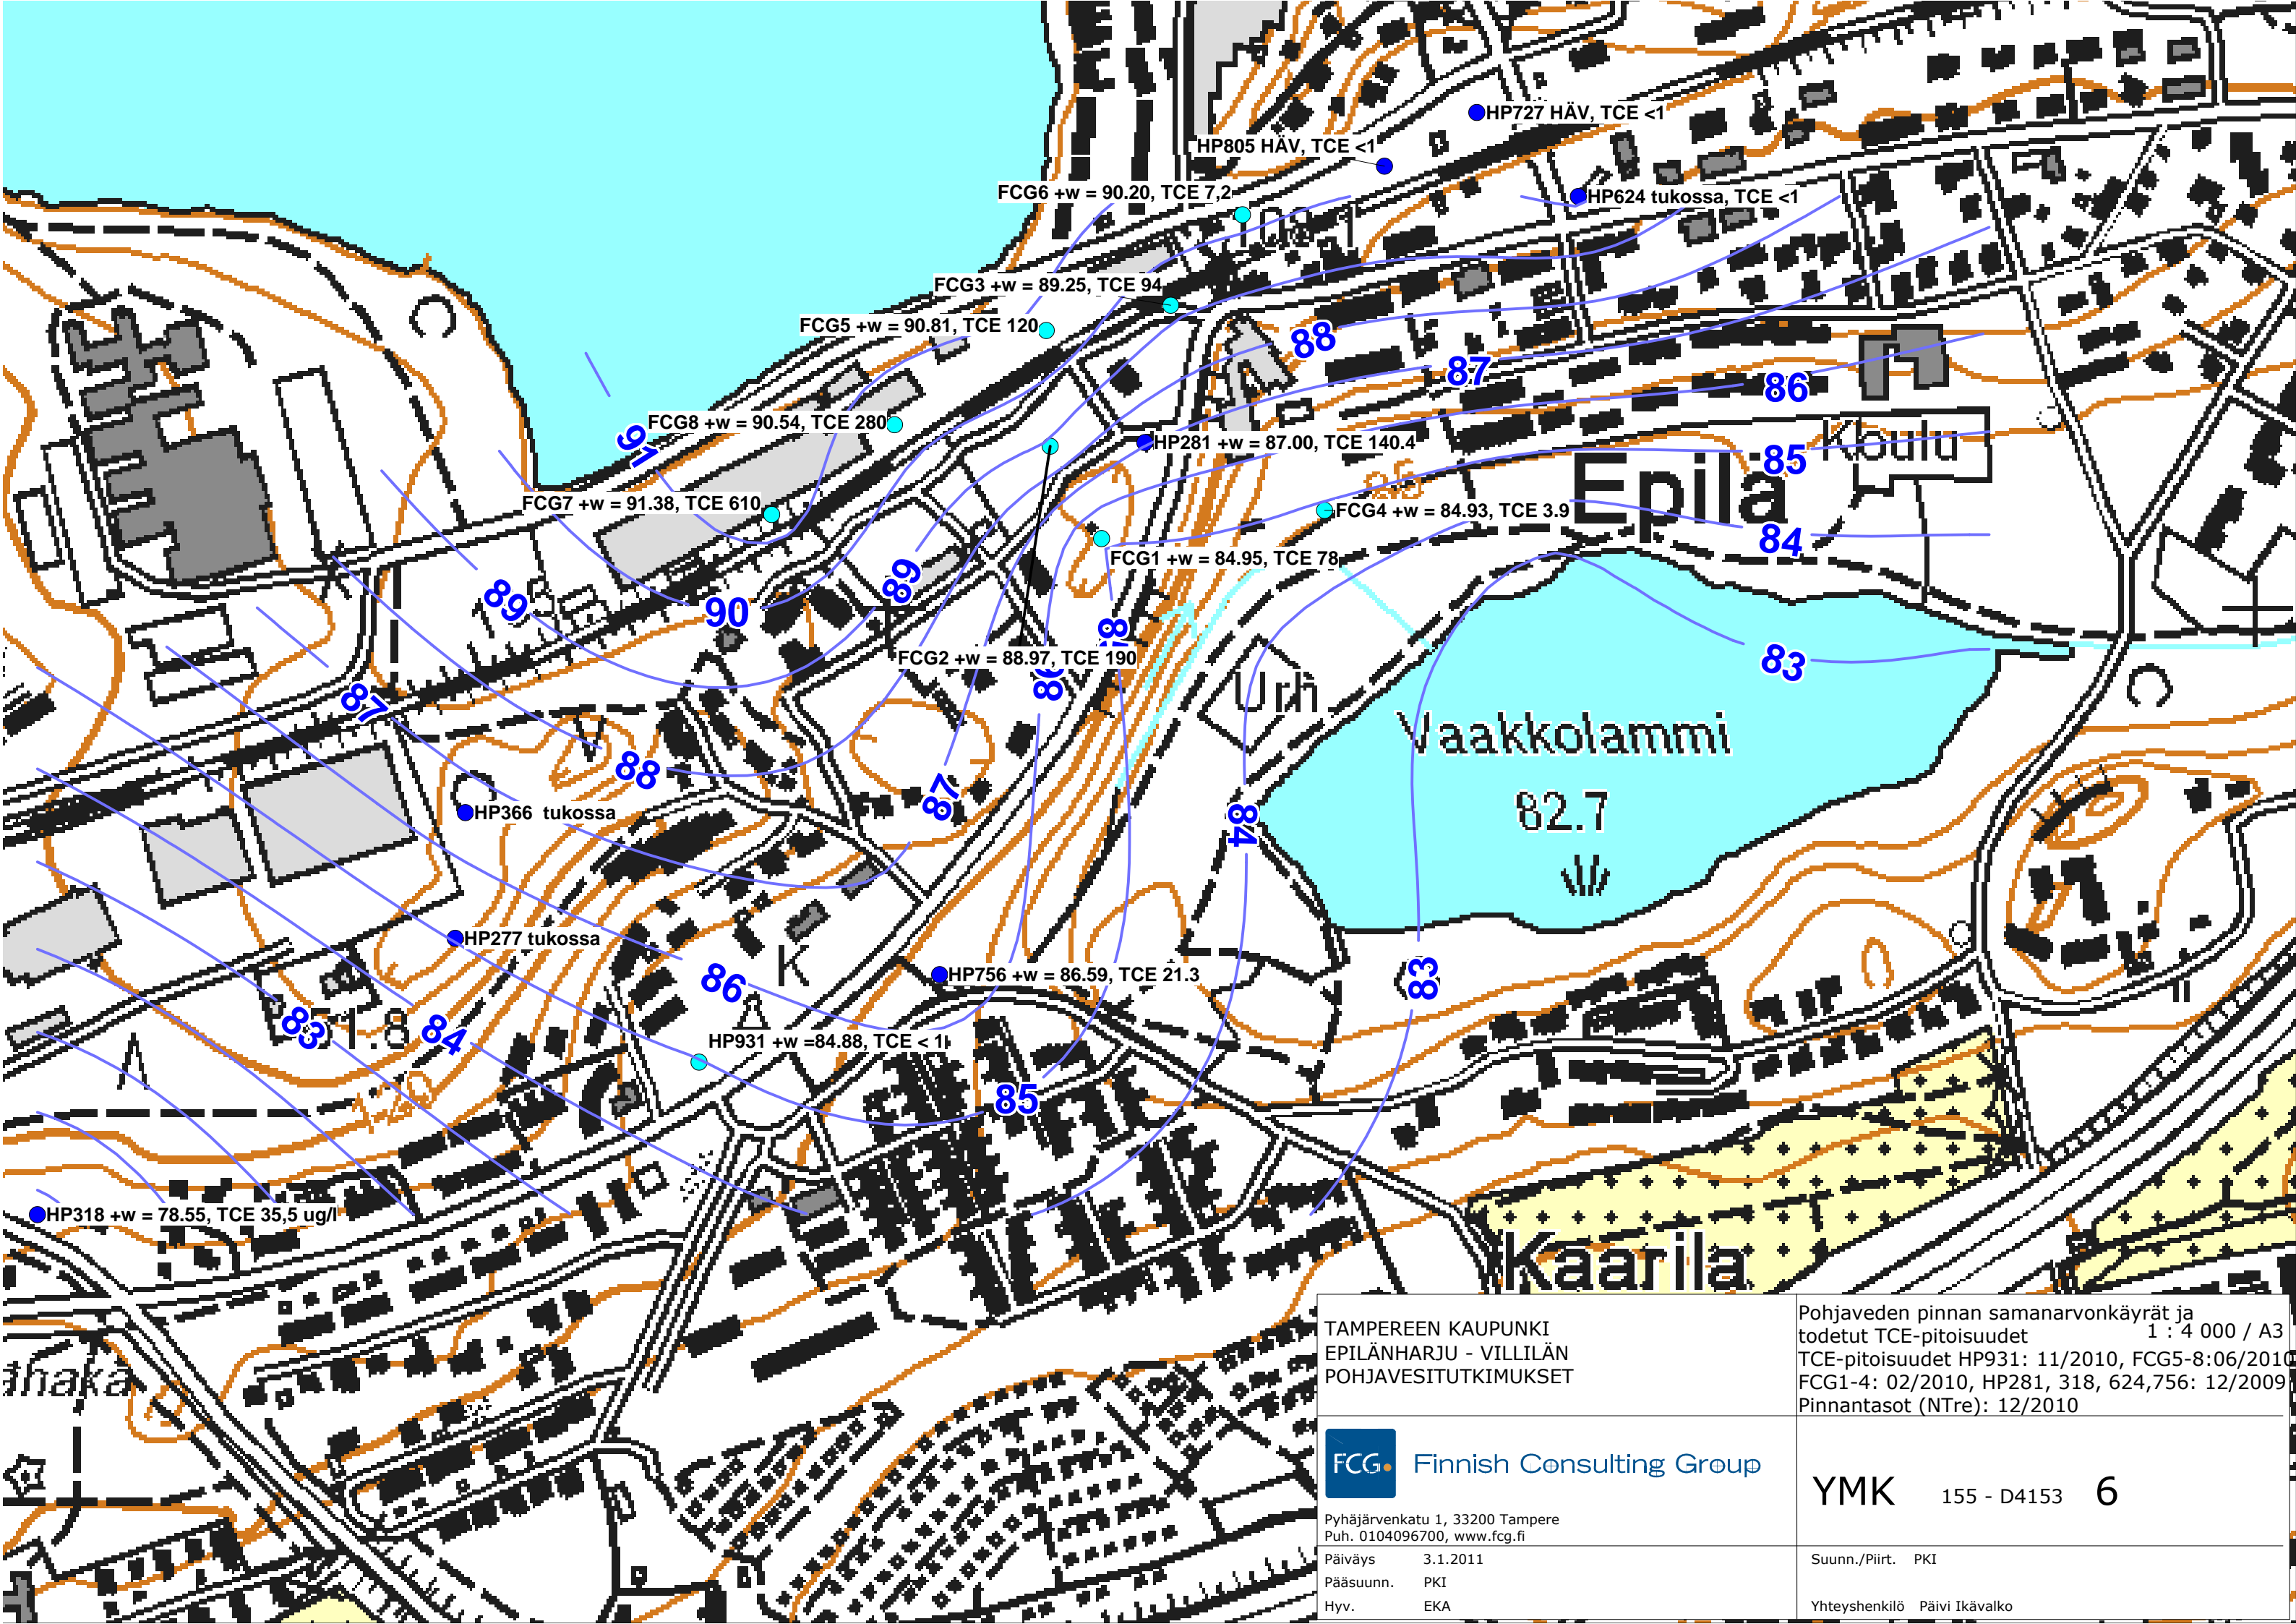 HP727 HÄV, TCE <1
HP805 HÄV, TCE <1
FCG6 +w = 90.20, TCE 7,2
HP624 tukossa, TCE <1
FCG3 +w = 89.25, TCE 94
FCG5 +w = 90.81, TCE 120
88
87
86
FCG8 +w = 90.54, TCE 280
91
HP281 +w = 87.00, TCE 140.4
Koulu
85
Epilä
FCG7 +w = 91.38, TCE 610
FCG4 +w = 84.93, TCE 3.9
84
FCG1 +w = 84.95, TCE 78
89
89
90
FCG2 +w = 88.97, TCE 190
86
83
Urh
87
Vaakkolammi
82.7
88
87
84
HP366 tukossa
HP277 tukossa
86
K
HP756 +w = 86.59, TCE 21.3
83
83
84
HP931 +w =84.88, TCE < 1
85
HP318 +w = 78.55, TCE 35,5 ug/l
Kaarila
TAMPEREEN KAUPUNKI
EPILÄNHARJU - VILLILÄN
POHJAVESITUTKIMUKSET
Pohjaveden pinnan samanarvonkäyrät ja
todetut TCE-pitoisuudet 1 : 4 000 / A3
TCE-pitoisuudet HP931: 11/2010, FCG5-8:06/2010
FCG1-4: 02/2010, HP281, 318, 624,756: 12/2009
Pinnantasot (NTre): 12/2010
FCG. Finnish Consulting Group
Pyhäjärvenkatu 1, 33200 Tampere
Puh. 0104096700, www.fcg.fi
YMK 155 - D4153 6
Päiväys 3.1.2011
Pääsuunn. PKI
Hyv. EKA
Suunn./Piirt. PKI
Yhteyshenkilö Päivi Ikävalko